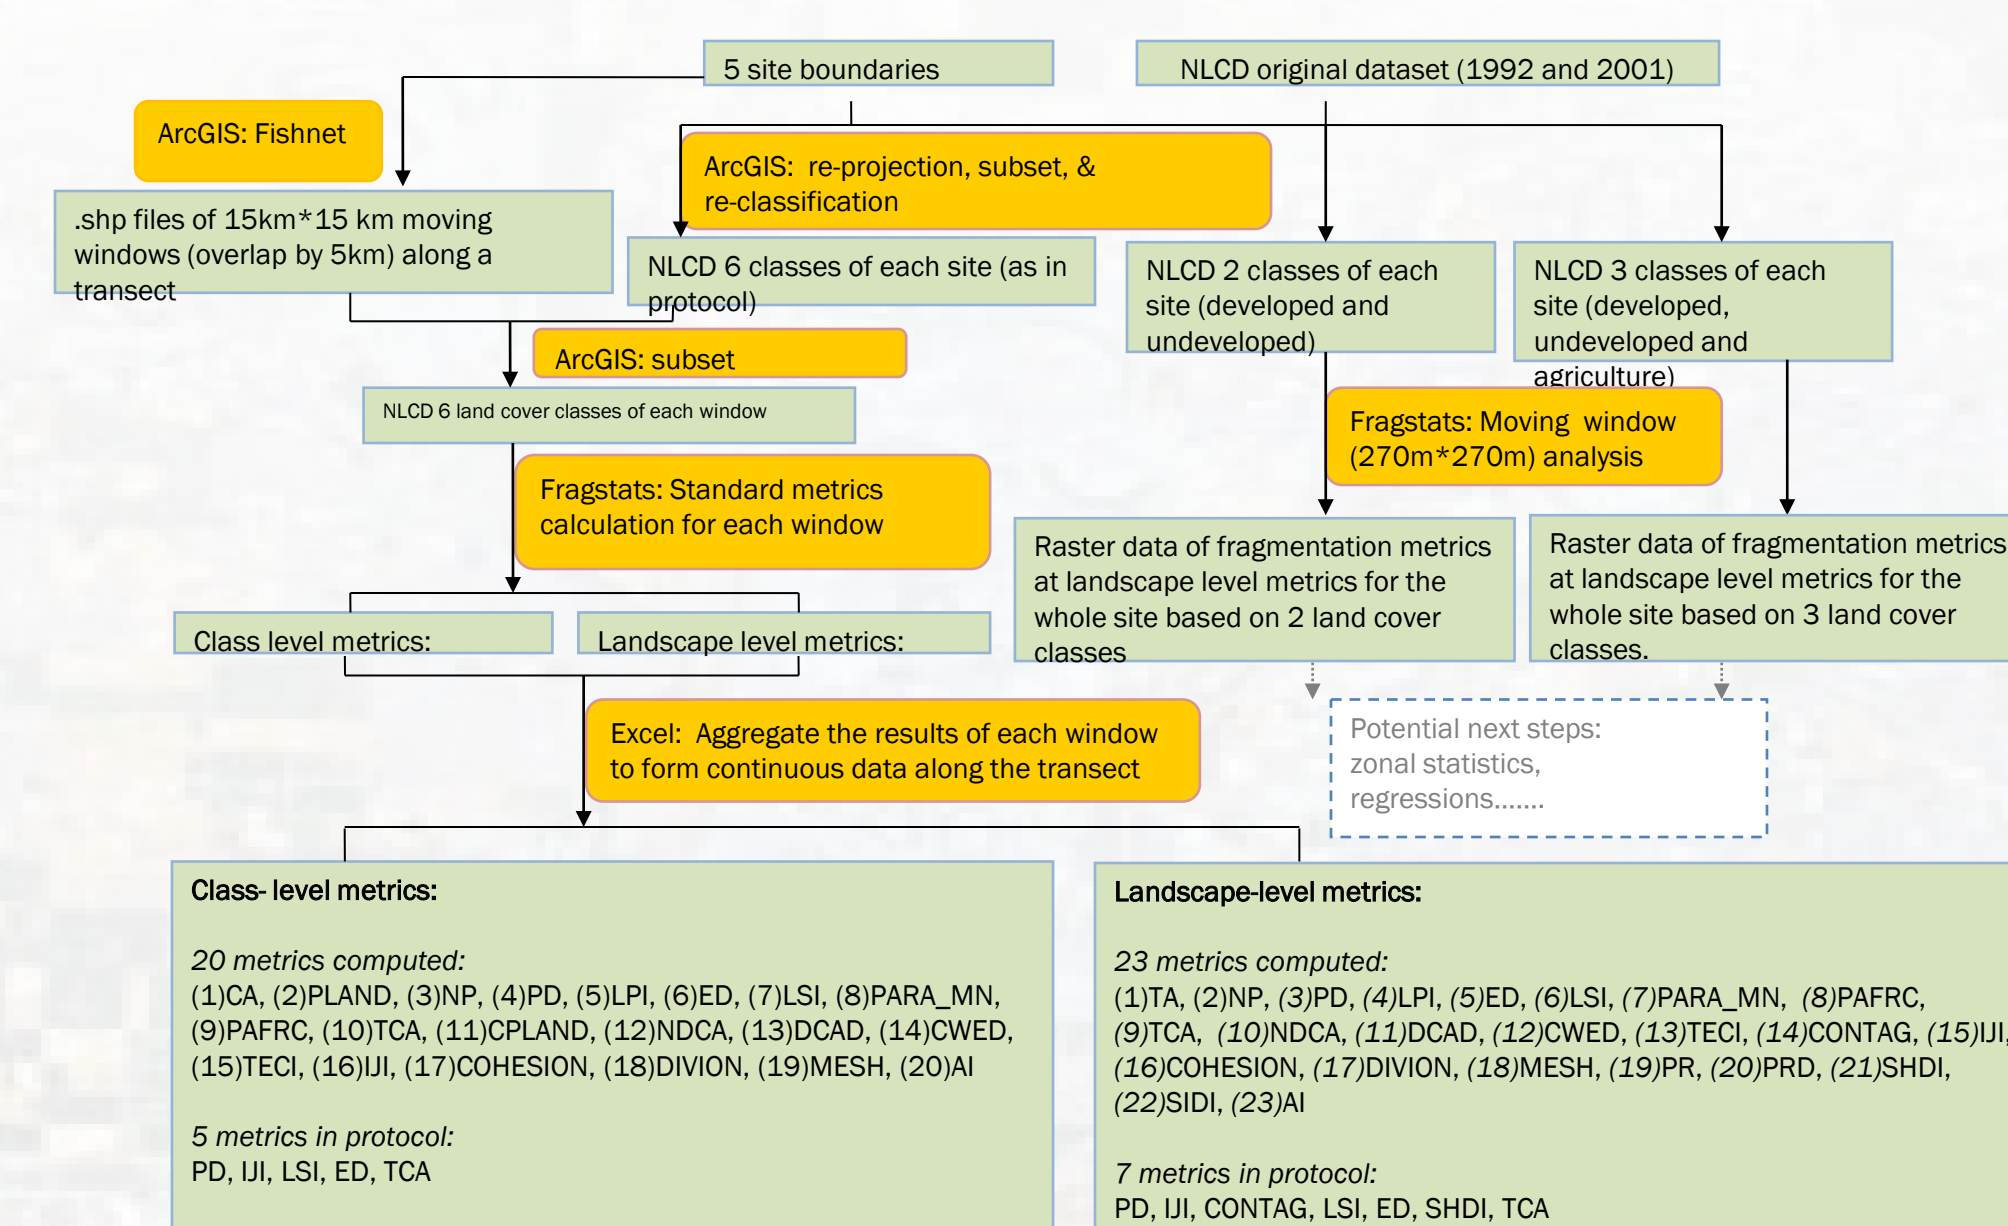 5 site boundaries
NLCD original dataset (1992 and 2001)
ArcGIS: Fishnet
ArcGIS:  re-projection, subset, &
re-classification
.shp files of 15km*15 km moving
windows (overlap by 5km) along a
transect
NLCD 6 classes of each site (as in
protocol)
NLCD 2 classes of each
site (developed and
undeveloped)
NLCD 3 classes of each
site (developed,
undeveloped and
agriculture)
ArcGIS: subset
NLCD 6 land cover classes of each window
Fragstats: Moving  window
(270m*270m) analysis
Fragstats: Standard metrics
calculation for each window
Raster data of fragmentation metrics
at landscape level metrics for the
whole site based on 2 land cover
classes
Raster data of fragmentation metrics
at landscape level metrics for the
whole site based on 3 land cover
classes.
Class level metrics:
Landscape level metrics:
Excel:  Aggregate the results of each window
to form continuous data along the transect
Potential next steps:
zonal statistics,
regressions.......
Class- level metrics:
20 metrics computed:
(1)CA, (2)PLAND, (3)NP, (4)PD, (5)LPI, (6)ED, (7)LSI, (8)PARA_MN,
(9)PAFRC, (10)TCA, (11)CPLAND, (12)NDCA, (13)DCAD, (14)CWED,
(15)TECI, (16)IJI, (17)COHESION, (18)DIVION, (19)MESH, (20)AI
5 metrics in protocol:
PD, IJI, LSI, ED, TCA
Landscape-level metrics:
23 metrics computed:
(1)TA, (2)NP, (3)PD, (4)LPI, (5)ED, (6)LSI, (7)PARA_MN,  (8)PAFRC,
(9)TCA,  (10)NDCA, (11)DCAD, (12)CWED, (13)TECI, (14)CONTAG, (15)IJI,
(16)COHESION, (17)DIVION, (18)MESH, (19)PR, (20)PRD, (21)SHDI,
(22)SIDI, (23)AI
7 metrics in protocol:
PD, IJI, CONTAG, LSI, ED, SHDI, TCA